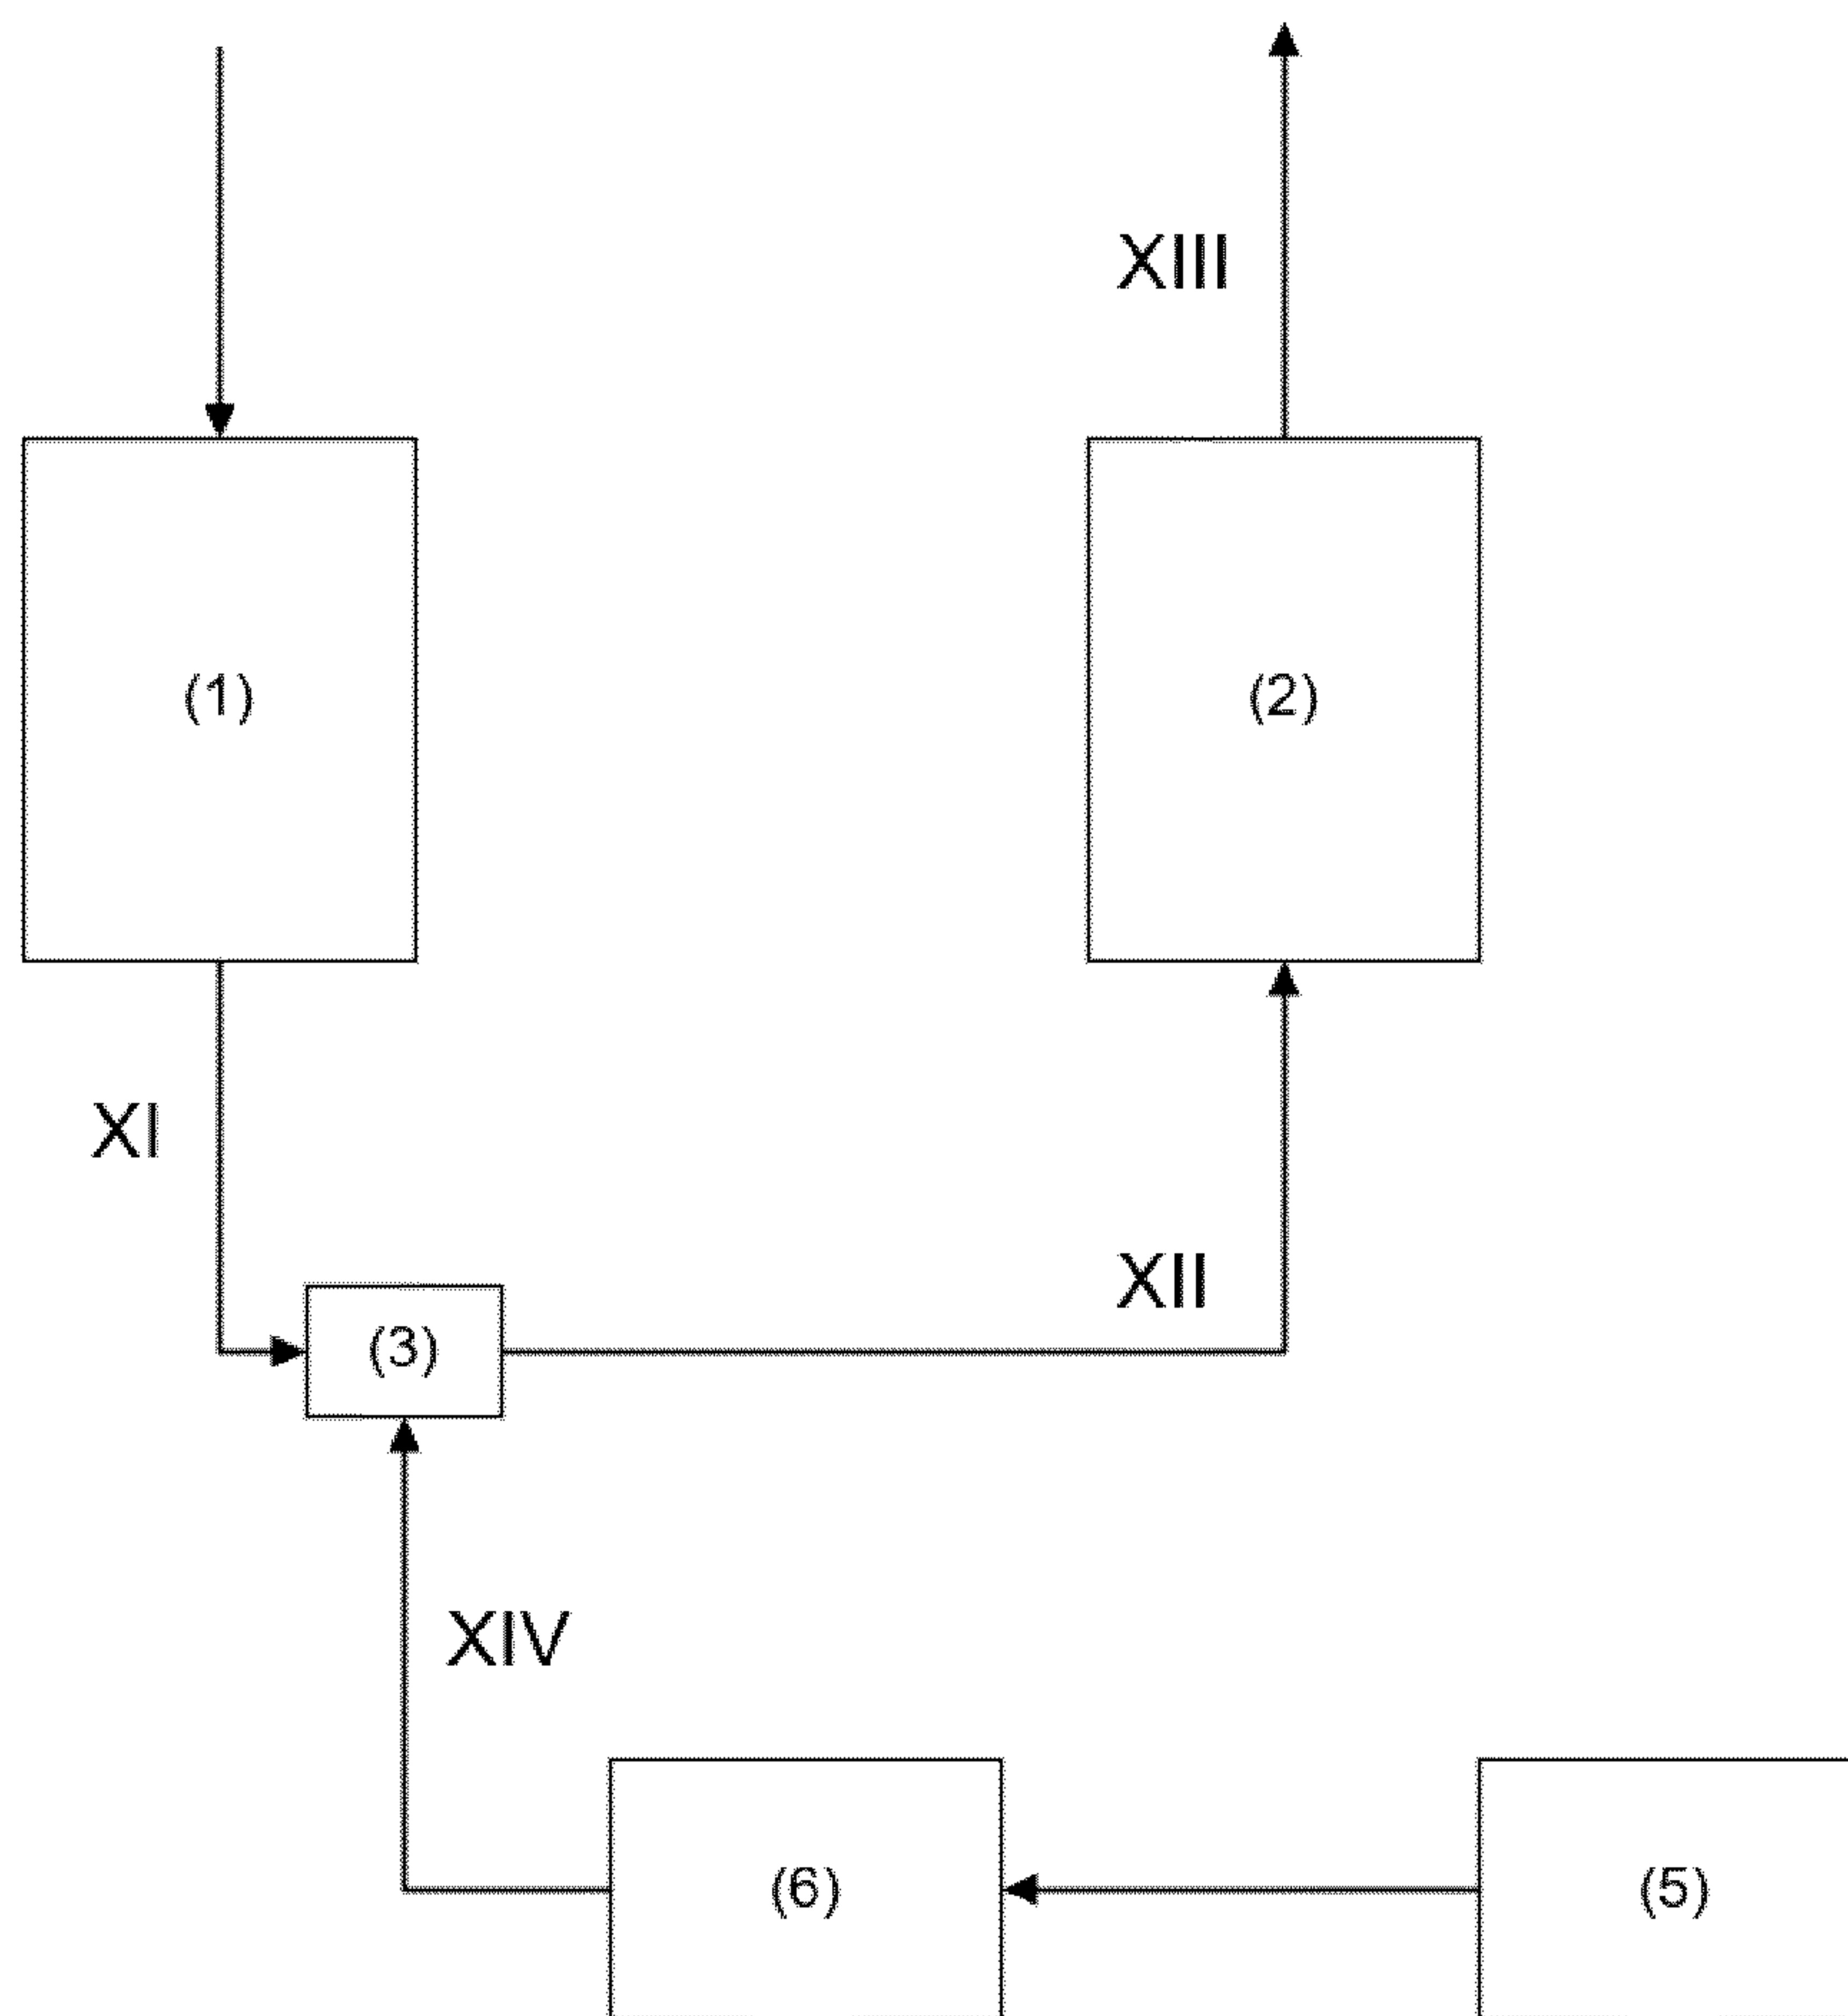 XIII
(1)
(2)
XI
XII
(3)
XIV
(6)
(5)